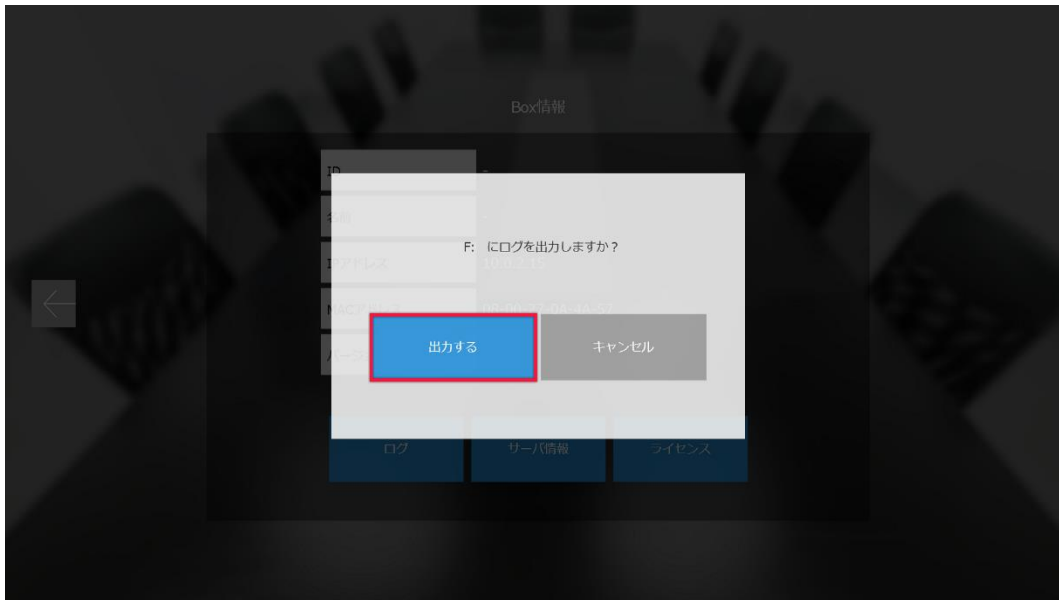 Box情報
ID
-
名前
F: にログを出力しますか？
IPアドレス
出力する
キャンセル
ログ
サーバ情報
ライセンス